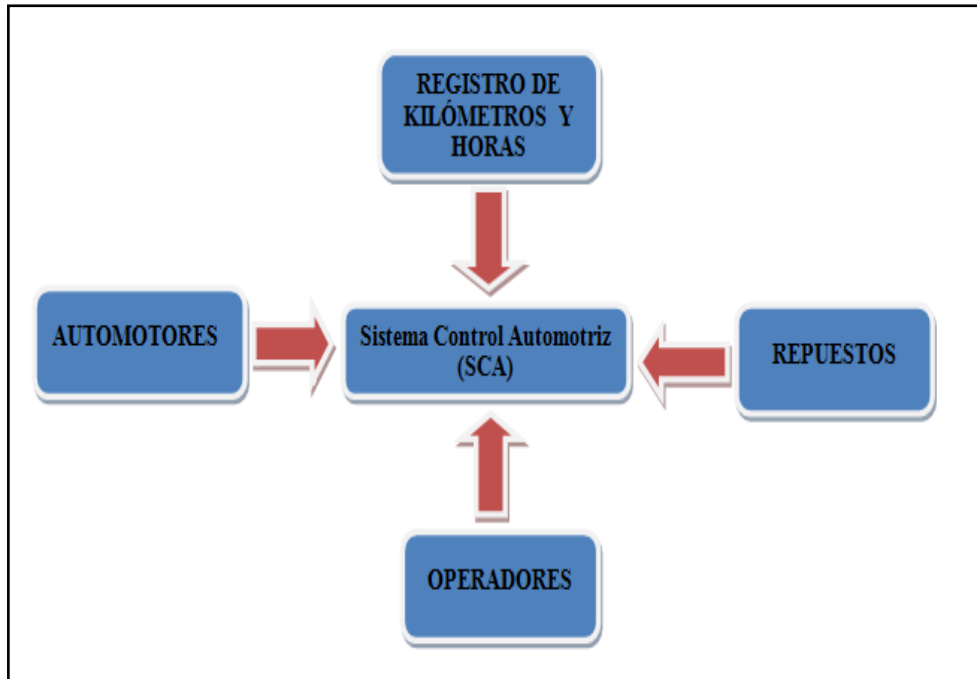 REGISTRO DE
KILÓMETROS Y
HORAS
AUTOMOTORES
Sistema Control Automotriz
(SCA)
REPUESTOS
OPERADORES